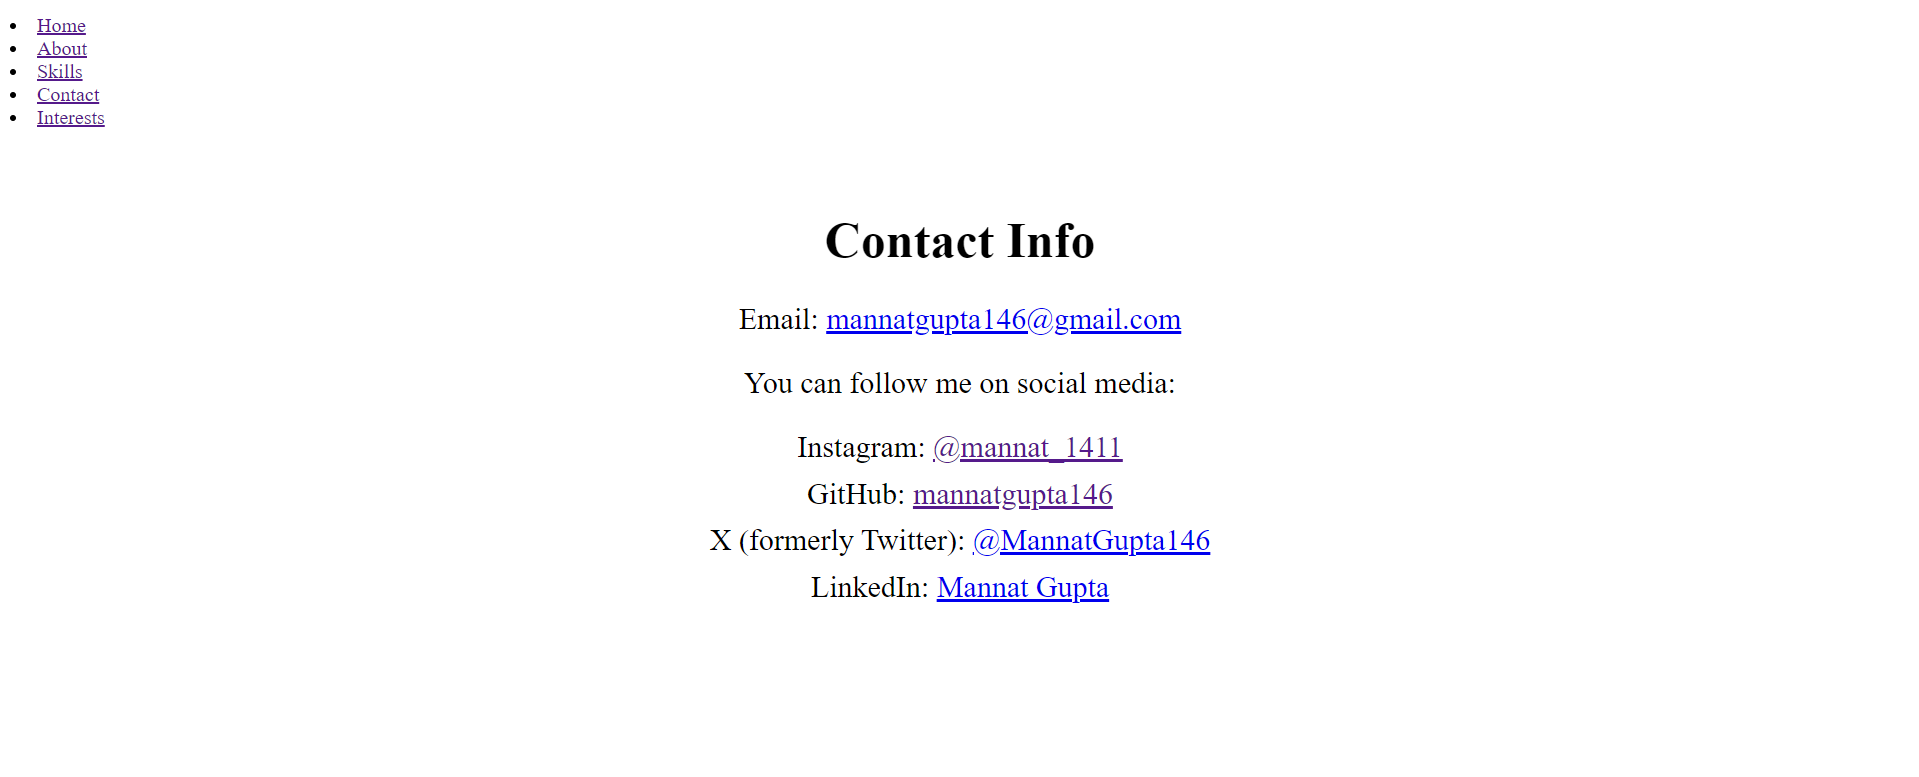 Home
About
Skills
Contact
Interests
Contact Info
Email: mannatgupta146@gmail.com
You can follow me on social media:
Instagram: @mannat_1411
GitHub: mannatgupta146
X (formerly Twitter): @MannatGupta146
LinkedIn: Mannat Gupta